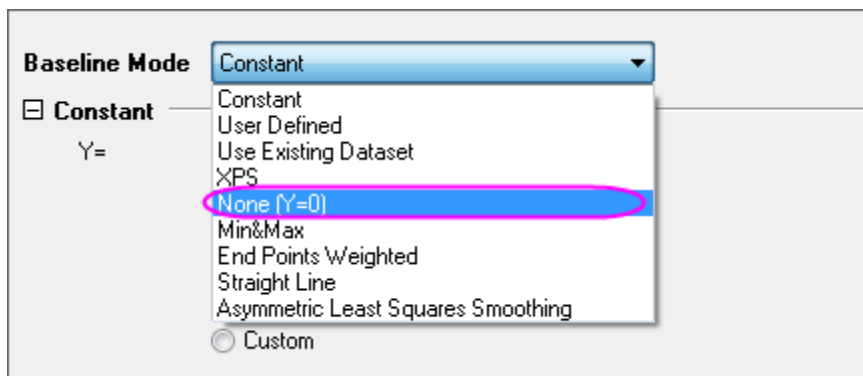 Baseline Mode Constant
Constant
Constant
User Defined
Y=
Use Existing Dataset
XPS
None (Y=0)
Min&Max
End Points Weighted
Straight Line
Asymmetric Least Squares Smoothing
Custom